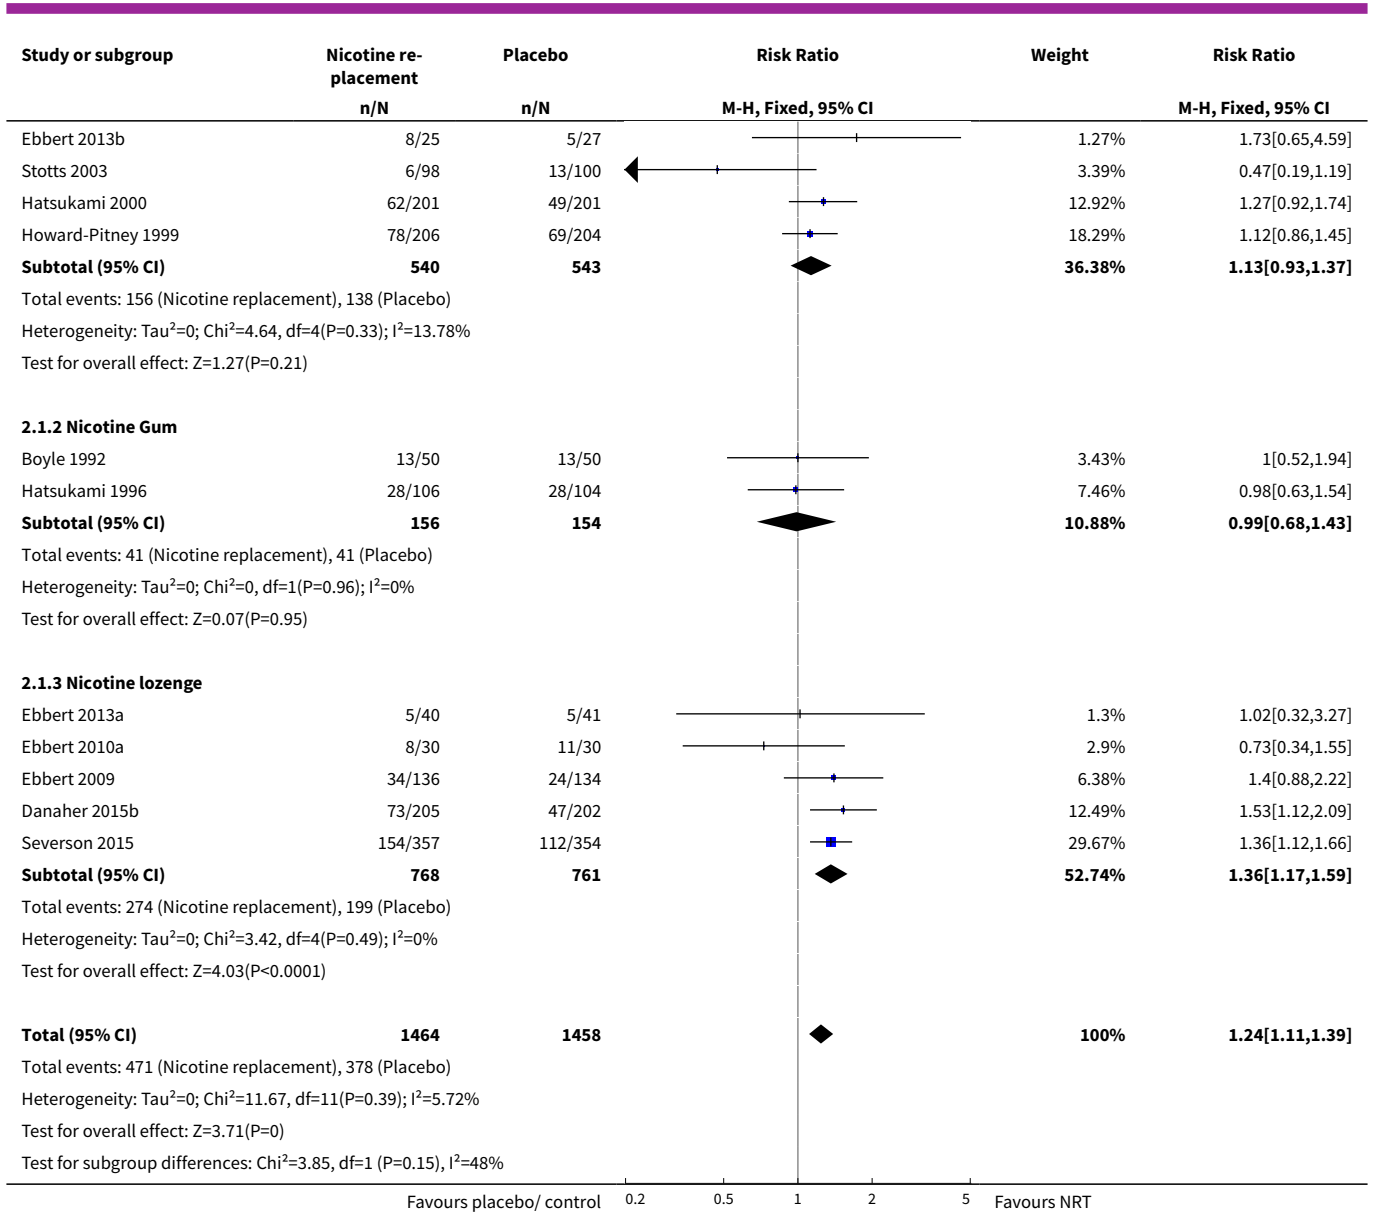 Study or subgroup Nicotine re- Placebo Risk Ratio Weight Risk Ratio
placement
n/N n/N M-H, Fixed, 95% CI M-H, Fixed, 95% CI
Ebbert 2013b 8/25 5/27 1.27% 1.73[0.65,4.59]
Stotts 2003 6/98 13/100 3.39% 0.47[0.19,1.19]
Hatsukami 2000 62/201 49/201 12.92% 1.27[0.92,1.74]
Howard-Pitney 1999 78/206 69/204 18.29% 1.12[0.86,1.45]
Subtotal (95% CI) 540 543 36.38% 1.13[0.93,1.37]
Total events: 156 (Nicotine replacement), 138 (Placebo)
Heterogeneity: Tau²=0; Chi²=4.64, df=4(P=0.33); I²=13.78%
Test for overall effect: Z=1.27(P=0.21)
2.1.2 Nicotine Gum
Boyle 1992 13/50 13/50 3.43% 1[0.52,1.94]
Hatsukami 1996 28/106 28/104 7.46% 0.98[0.63,1.54]
Subtotal (95% CI) 156 154 10.88% 0.99[0.68,1.43]
Total events: 41 (Nicotine replacement), 41 (Placebo)
Heterogeneity: Tau²=0; Chi²=0, df=1(P=0.96); I²=0%
Test for overall effect: Z=0.07(P=0.95)
2.1.3 Nicotine lozenge
Ebbert 2013a 5/40 5/41 1.3% 1.02[0.32,3.27]
Ebbert 2010a 8/30 11/30 2.9% 0.73[0.34,1.55]
Ebbert 2009 34/136 24/134 6.38% 1.4[0.88,2.22]
Danaher 2015b 73/205 47/202 12.49% 1.53[1.12,2.09]
Severson 2015 154/357 112/354 29.67% 1.36[1.12,1.66]
Subtotal (95% CI) 768 761 52.74% 1.36[1.17,1.59]
Total events: 274 (Nicotine replacement), 199 (Placebo)
Heterogeneity: Tau²=0; Chi²=3.42, df=4(P=0.49); I²=0%
Test for overall effect: Z=4.03(P<0.0001)
Total (95% CI) 1464 1458 100% 1.24[1.11,1.39]
Total events: 471 (Nicotine replacement), 378 (Placebo)
Heterogeneity: Tau²=0; Chi²=11.67, df=11(P=0.39); I²=5.72%
Test for overall effect: Z=3.71(P=0)
Test for subgroup differences: Chi²=3.85, df=1 (P=0.15), I²=48%
Favours placebo/ control 0.2 0.5 1 2 5 Favours NRT